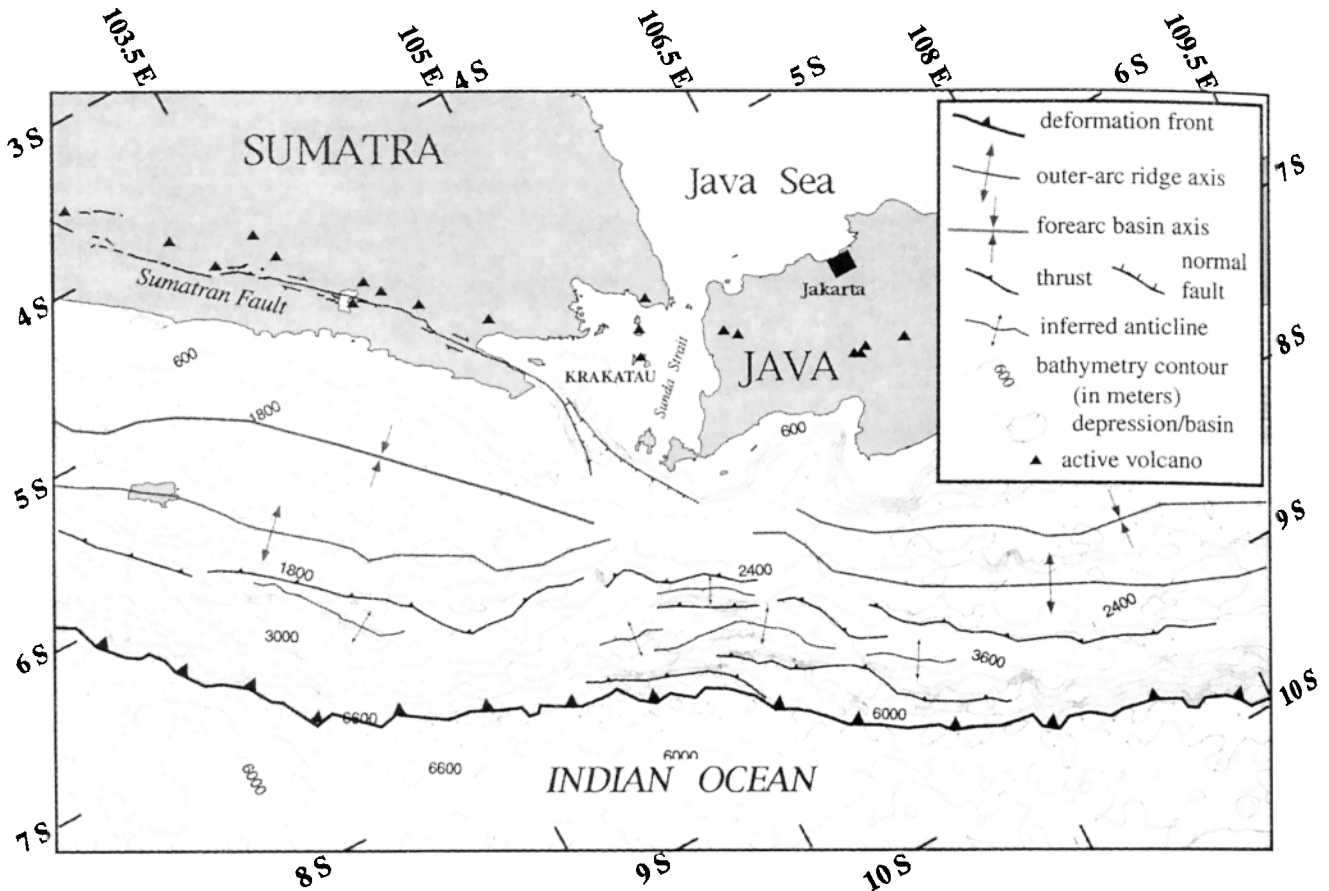 103.5 E
105 E
4 S
106.5 E
5 S
108 E
6 S
109.5 E
3 S
4 S
5 S
6 S
7 S
7 S
8 S
9 S
10 S
8 S
9 S
10 S
SUMATRA
Java Sea
Sumatran Fault
Jakarta
KRAKATAU
Sunda Strait
JAVA
600
1800
600
1800
2400
2400
3000
3600
6600
6000
6000
6600
6000
INDIAN OCEAN
deformation front
outer-arc ridge axis
forearc basin axis
thrust
normal
fault
inferred anticline
600
bathymetry contour
(in meters)
depression/basin
active volcano